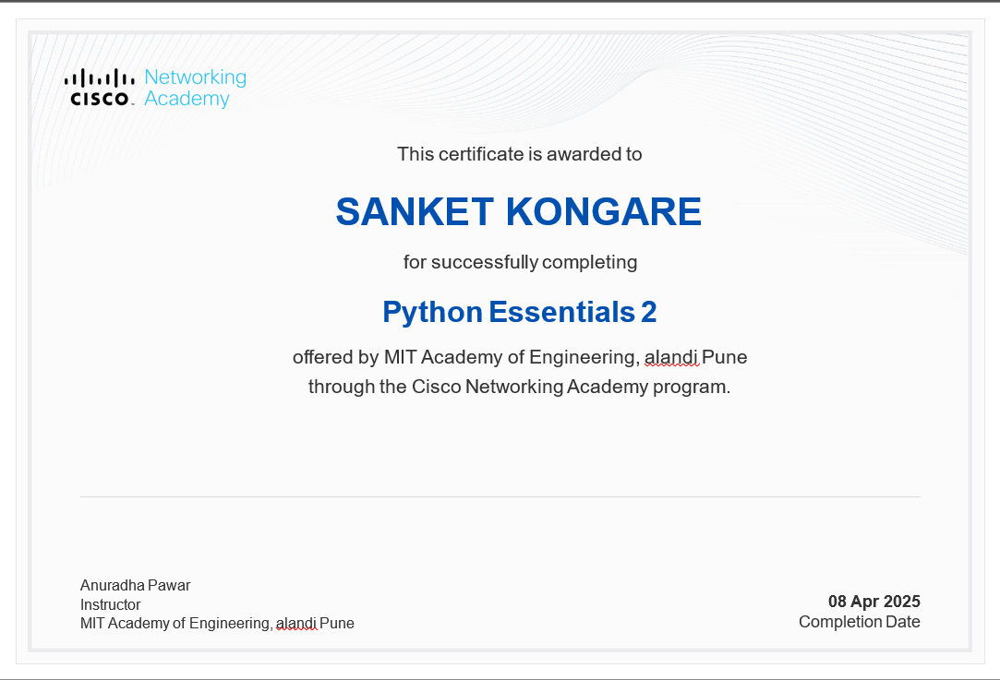 Networking
Academy
CISCO
This certificate is awarded to
SANKET KONGARE
for successfully completing
Python Essentials 2
offered by MIT Academy of Engineering, alandi Pune
through the Cisco Networking Academy program.
Anuradha Pawar
Instructor
MIT Academy of Engineering, alandi Pune
08 Apr 2025
Completion Date